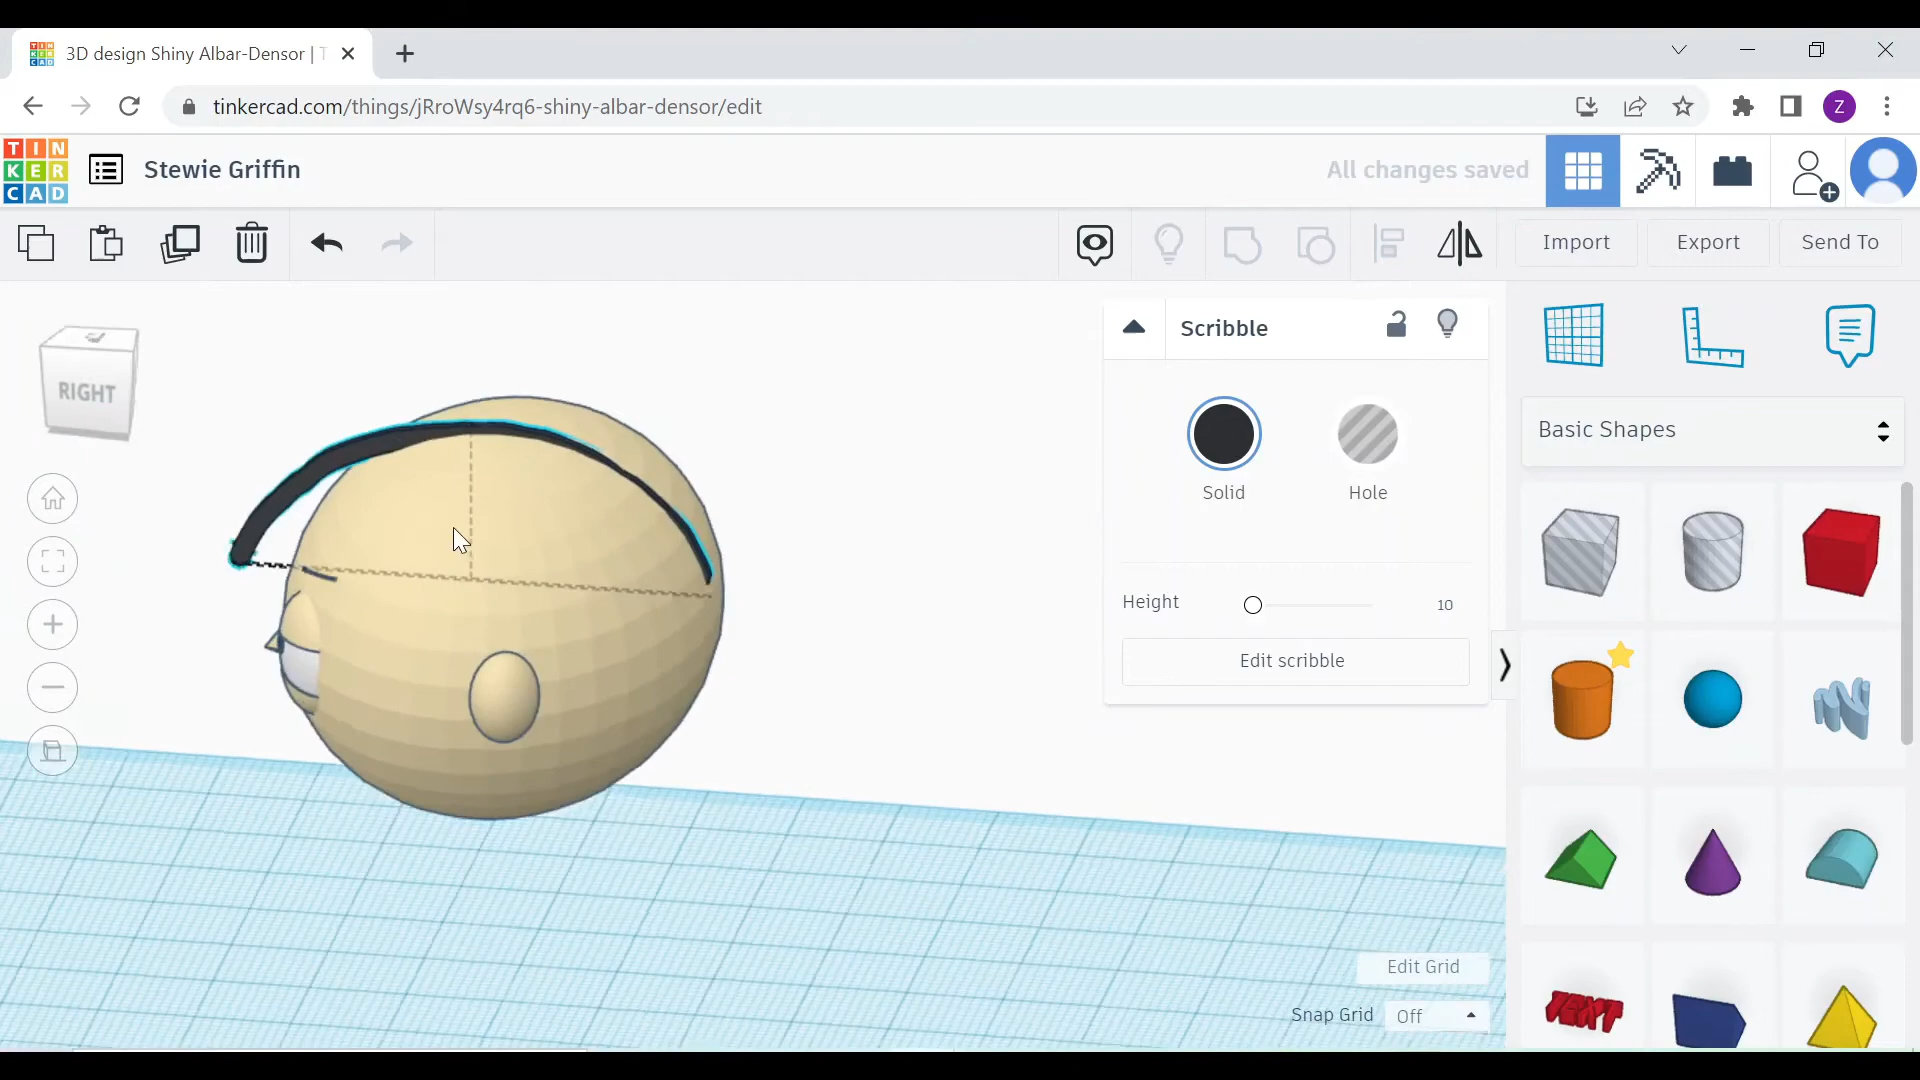 3D design Shiny Albar-Densor | T
tinkercad.com/things/jRroWsy4rq6-shiny-albar-densor/edit
Z
TIN
KER
CAD
Stewie Griffin
All changes saved
Import
Export
Send To
RIGHT
Scribble
Solid
Hole
Height
10
Edit scribble
Basic Shapes
TEXT
Edit Grid
Snap Grid
Off